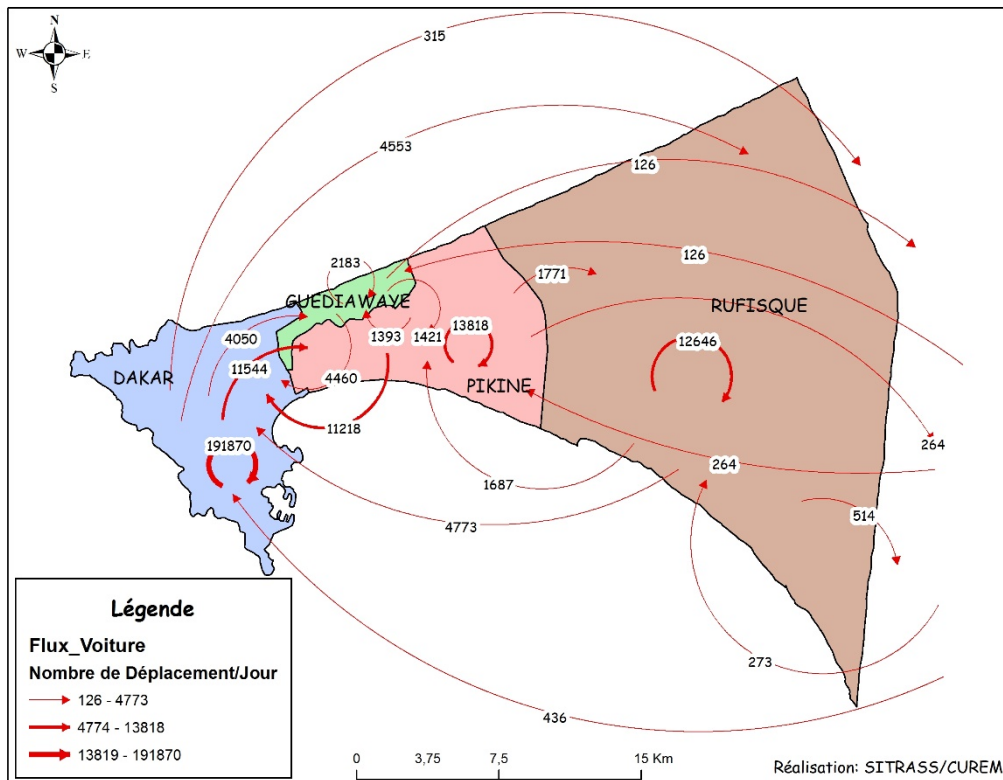 N
W E
S
315
4553
126
126
2183
1771
GUEDIAWAYE
RUFISQUE
4050
1393
1421
13818
12646
11544
DAKAR
4460
PIKINE
11218
191870
264
264
1687
4773
514
273
436
Légende
Flux_Voiture
Nombre de Déplacement/Jour
126 - 4773
4774 - 13818
13819 - 191870
0 3,75 7,5 15 Km
Réalisation: SITRASS/CUREM